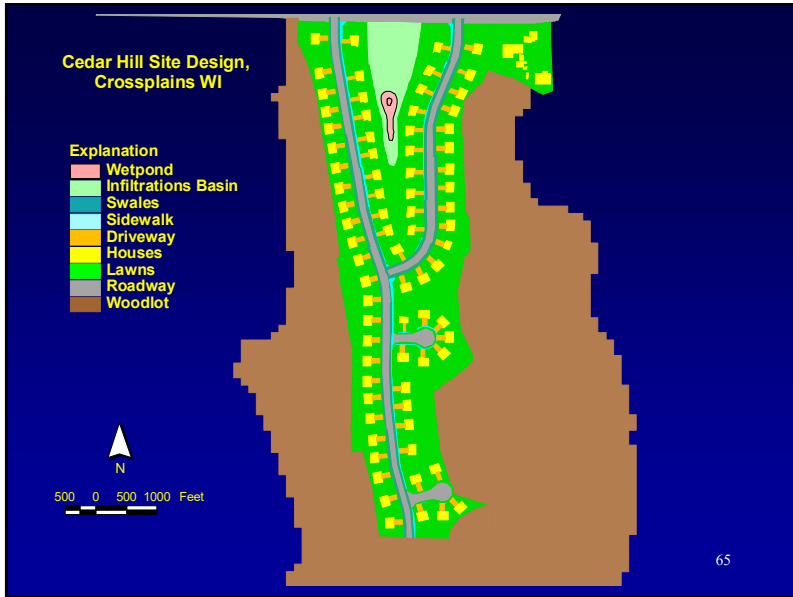 Cedar Hill Site Design,
Crossplains WI
Explanation
Wetpond
Infiltrations Basin
Swales
Sidewalk
Driveway
Houses
Lawns
Roadway
Woodlot
N
500 0 500 1000 Feet
65